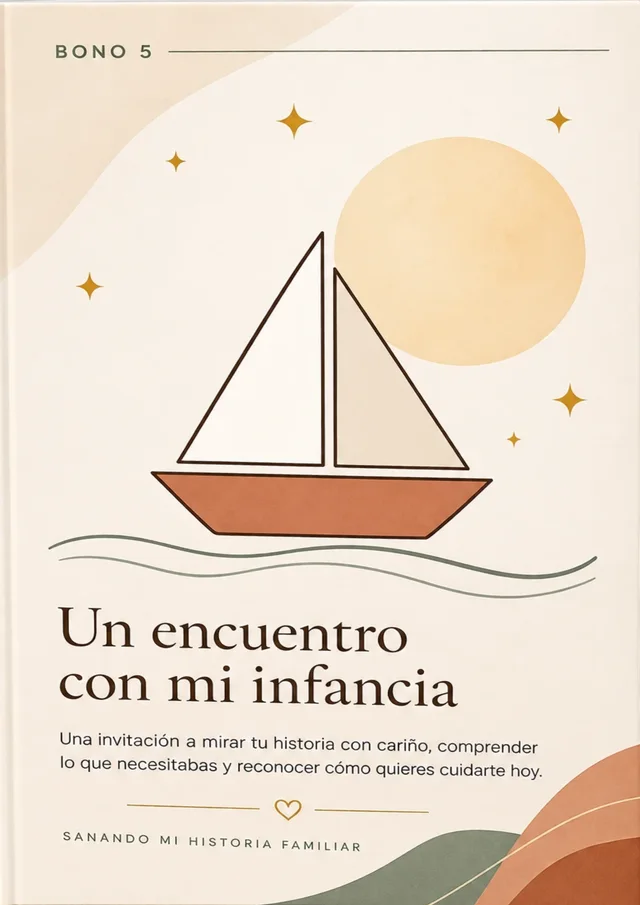 BONO 5
Un encuentro
con mi infancia
Una invitación a mirar tu historia con cariño, comprender
lo que necesitabas y reconocer cómo quieres cuidarte hoy.
SANANDO MI HISTORIA FAMILIAR